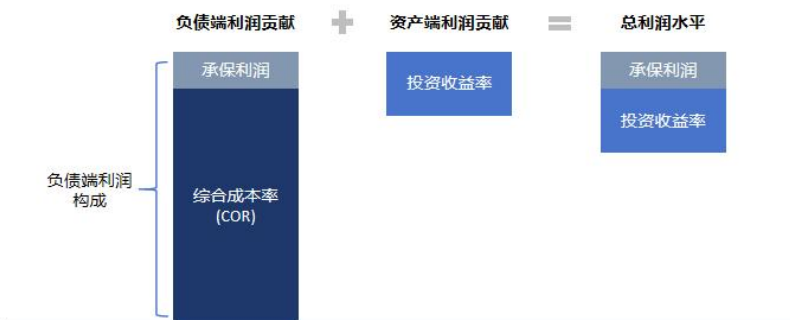 负债端利润贡献
资产端利润贡献
总利润水平
承保利润
投资收益率
承保利润
投资收益率
负债端利润
构成
综合成本率
(COR)